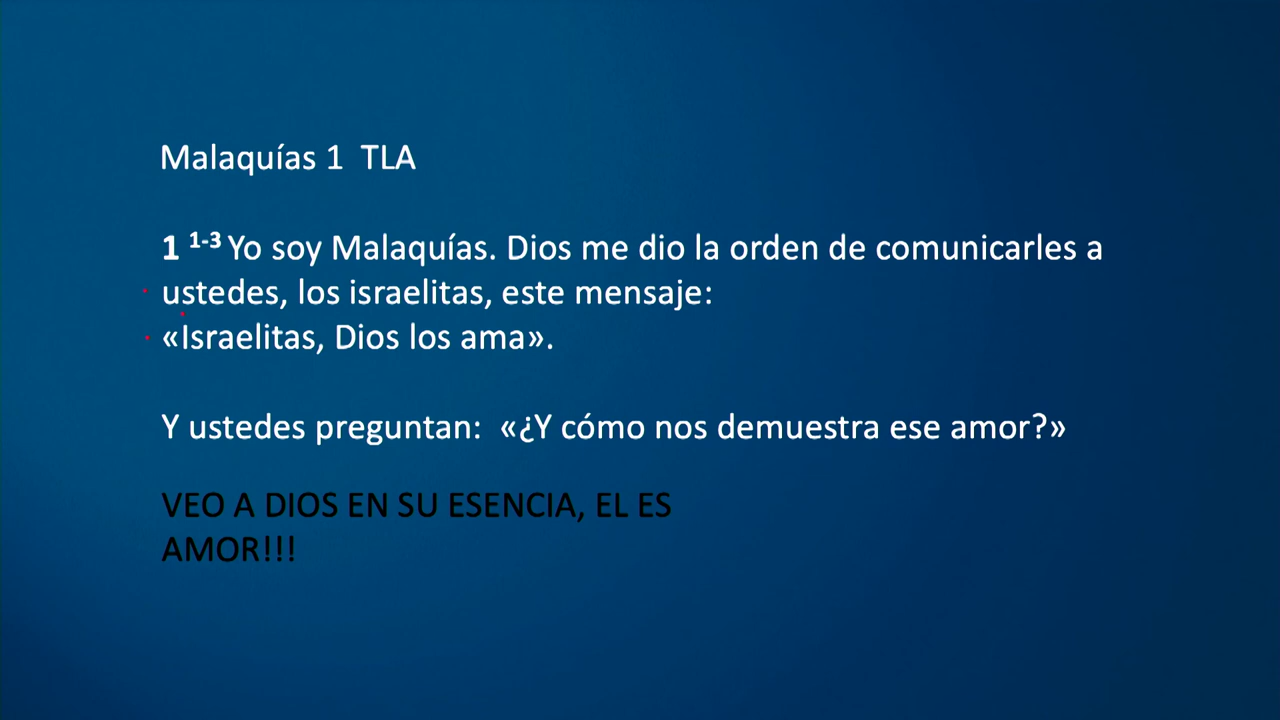 Malaquías 1  TLA
1 1-3 Yo soy Malaquías. Dios me dio la orden de comunicarles a
ustedes, los israelitas, este mensaje:
«Israelitas, Dios los ama».
Y ustedes preguntan:  «¿Y cómo nos demuestra ese amor?»
VEO A DIOS EN SU ESENCIA, EL ES
AMOR!!!